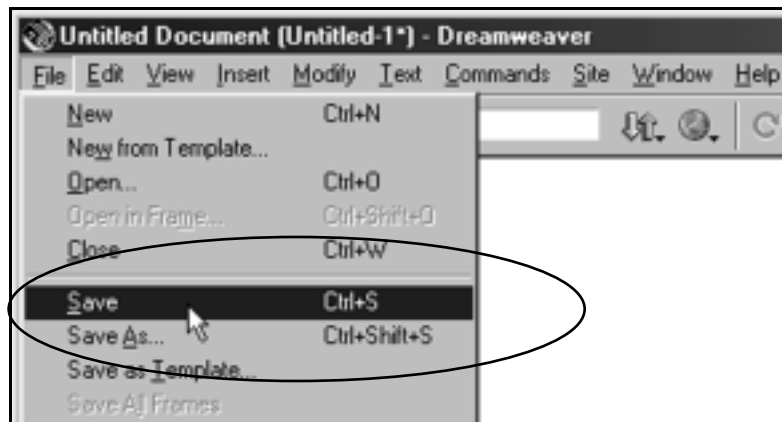 Untitled Document (Untitled-1*) - Dreamweaver
File Edit View Insert Modify Text Commands Site Window Help
New Ctrl+N
New from Template...
Open... Ctrl+O
Open in Frame... Ctrl+Shift+O
Close Ctrl+W
Save Ctrl+S
Save As... Ctrl+Shift+S
Save as Template...
Save All Frames